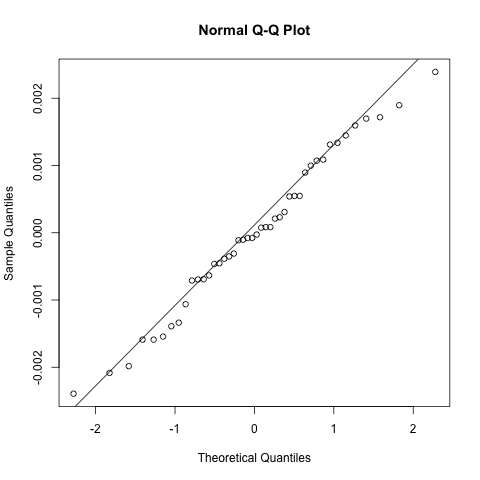 Normal Q-Q Plot
Sample Quantiles
0.002
0.001
0.000
-0.001
-0.002
-2 -1 0 1 2
Theoretical Quantiles